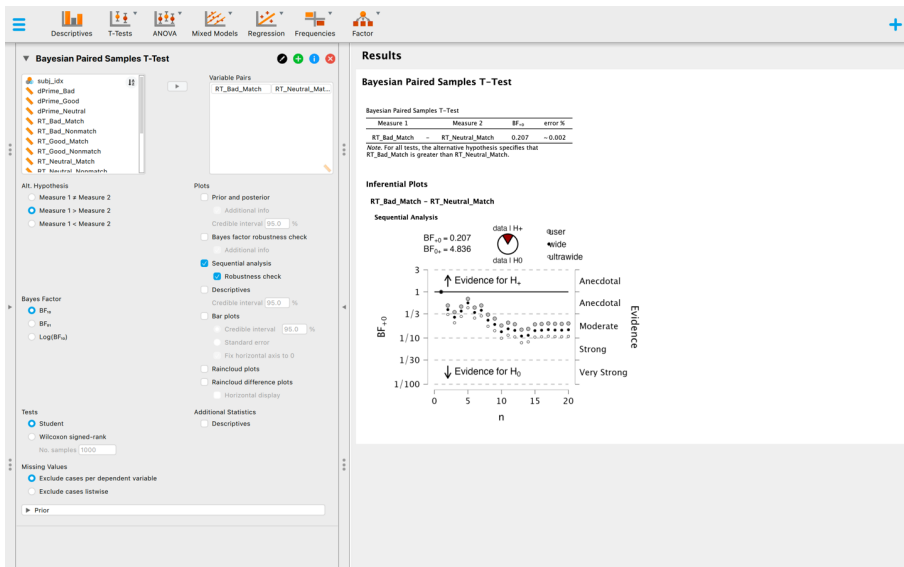 Descriptives
T-Tests
ANOVA
Mixed Models
Regression
Frequencies
Factor
Bayesian Paired Samples T-Test
subj_idx
dPrime_Bad
dPrime_Good
dPrime_Neutral
RT_Bad_Match
RT_Bad_Nonmatch
RT_Good_Match
RT_Good_Nonmatch
RT_Neutral_Match
RT_Neutral_Nonmatch
Variable Pairs
RT_Bad_Match RT_Neutral_Mat...
Alt. Hypothesis
Measure 1 ≠ Measure 2
Measure 1 > Measure 2
Measure 1 < Measure 2
Bayes Factor
BF₁₀
BF₀₁
Log(BF₁₀)
Tests
Student
Wilcoxon signed-rank
No. samples 1000
Missing Values
Exclude cases per dependent variable
Exclude cases listwise
Prior
Plots
Prior and posterior
Additional info
Credible interval 95.0 %
Bayes factor robustness check
Additional info
Sequential analysis
Robustness check
Descriptives
Credible interval 95.0 %
Bar plots
Credible interval 95.0 %
Standard error
Fix horizontal axis to 0
Raincloud plots
Raincloud difference plots
Horizontal display
Additional Statistics
Descriptives
Results
Bayesian Paired Samples T-Test
Bayesian Paired Samples T-Test
Measure 1 Measure 2 BF₊₀ error %
RT_Bad_Match - RT_Neutral_Match 0.207 ~0.002
Note. For all tests, the alternative hypothesis specifies that
RT_Bad_Match is greater than RT_Neutral_Match.
Inferential Plots
RT_Bad_Match - RT_Neutral_Match
Sequential Analysis
BF₊₀ = 0.207
BF₀₊ = 4.836
data | H+
data | H0
user
wide
ultrawide
3
1
1/3
1/10
1/30
1/100
BF₊₀
Evidence for H₊
Evidence for H₀
Anecdotal
Anecdotal
Moderate
Strong
Very Strong
Evidence
0 5 10 15 20
n